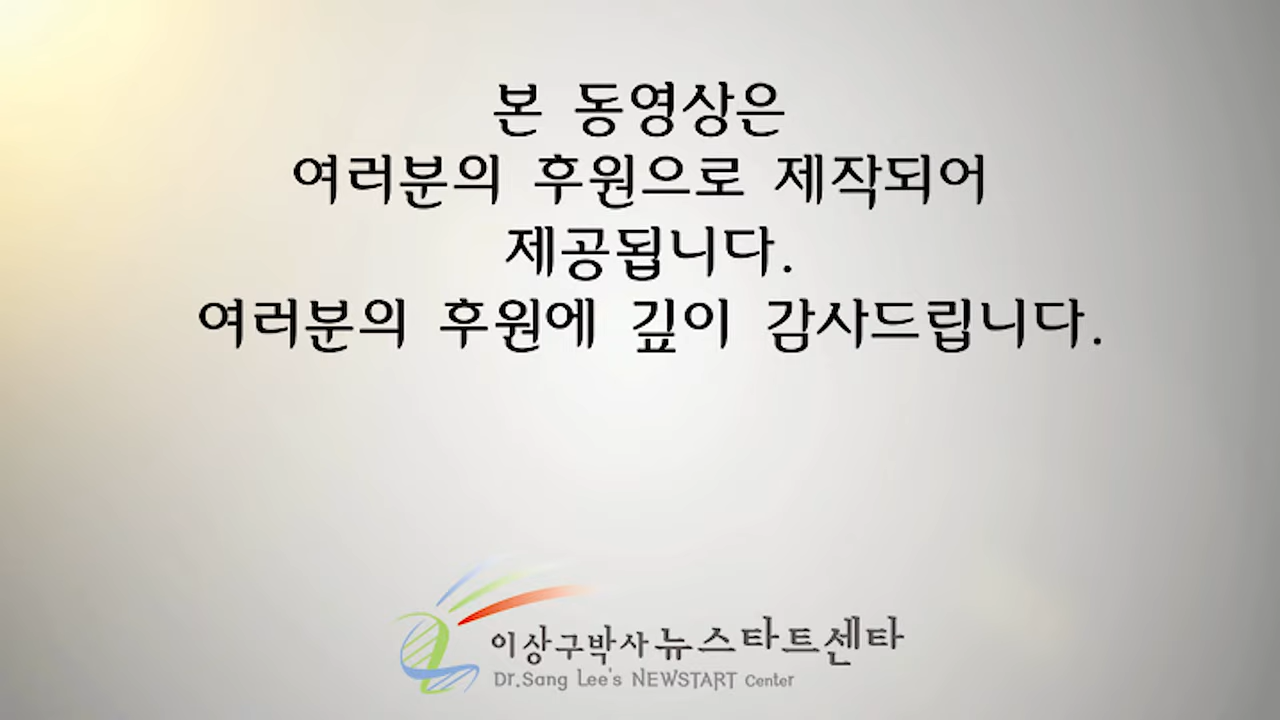 본 동영상은
여러분의 후원으로 제작되어
제공됩니다.
여러분의 후원에 깊이 감사드립니다.
이상구박사 뉴스타트센타
Dr.Sang Lee's NEWSTART Center